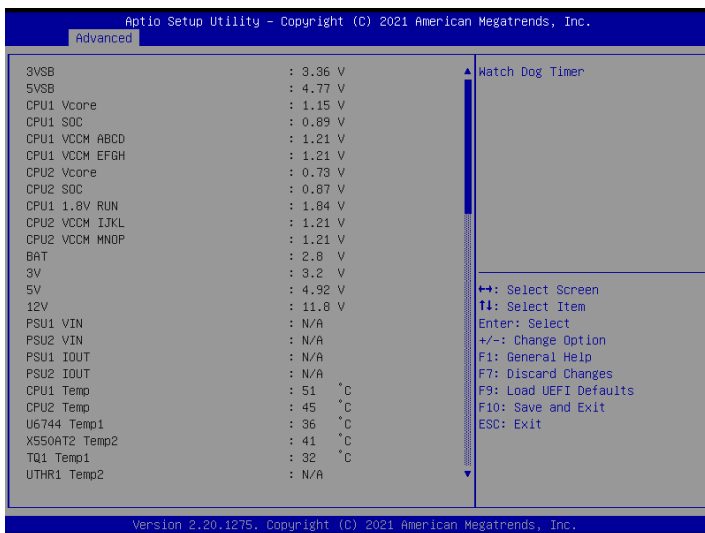 Aptio Setup Utility – Copyright (C) 2021 American Megatrends, Inc.
Advanced
3VSB : 3.36 V
5VSB : 4.77 V
CPU1 Vcore : 1.15 V
CPU1 SOC : 0.89 V
CPU1 VCCM ABCD : 1.21 V
CPU1 VCCM EFGH : 1.21 V
CPU2 Vcore : 0.73 V
CPU2 SOC : 0.87 V
CPU1 1.8V RUN : 1.84 V
CPU2 VCCM IJKL : 1.21 V
CPU2 VCCM MNOP : 1.21 V
BAT : 2.8 V
3V : 3.2 V
5V : 4.92 V
12V : 11.8 V
PSU1 VIN : N/A
PSU2 VIN : N/A
PSU1 IOUT : N/A
PSU2 IOUT : N/A
CPU1 Temp : 51 °C
CPU2 Temp : 45 °C
U6744 Temp1 : 36 °C
X550AT2 Temp2 : 41 °C
TQ1 Temp1 : 32 °C
UTHR1 Temp2 : N/A
Watch Dog Timer
↔: Select Screen
↑↓: Select Item
Enter: Select
+/-: Change Option
F1: General Help
F7: Discard Changes
F9: Load UEFI Defaults
F10: Save and Exit
ESC: Exit
Version 2.20.1275. Copyright (C) 2021 American Megatrends, Inc.